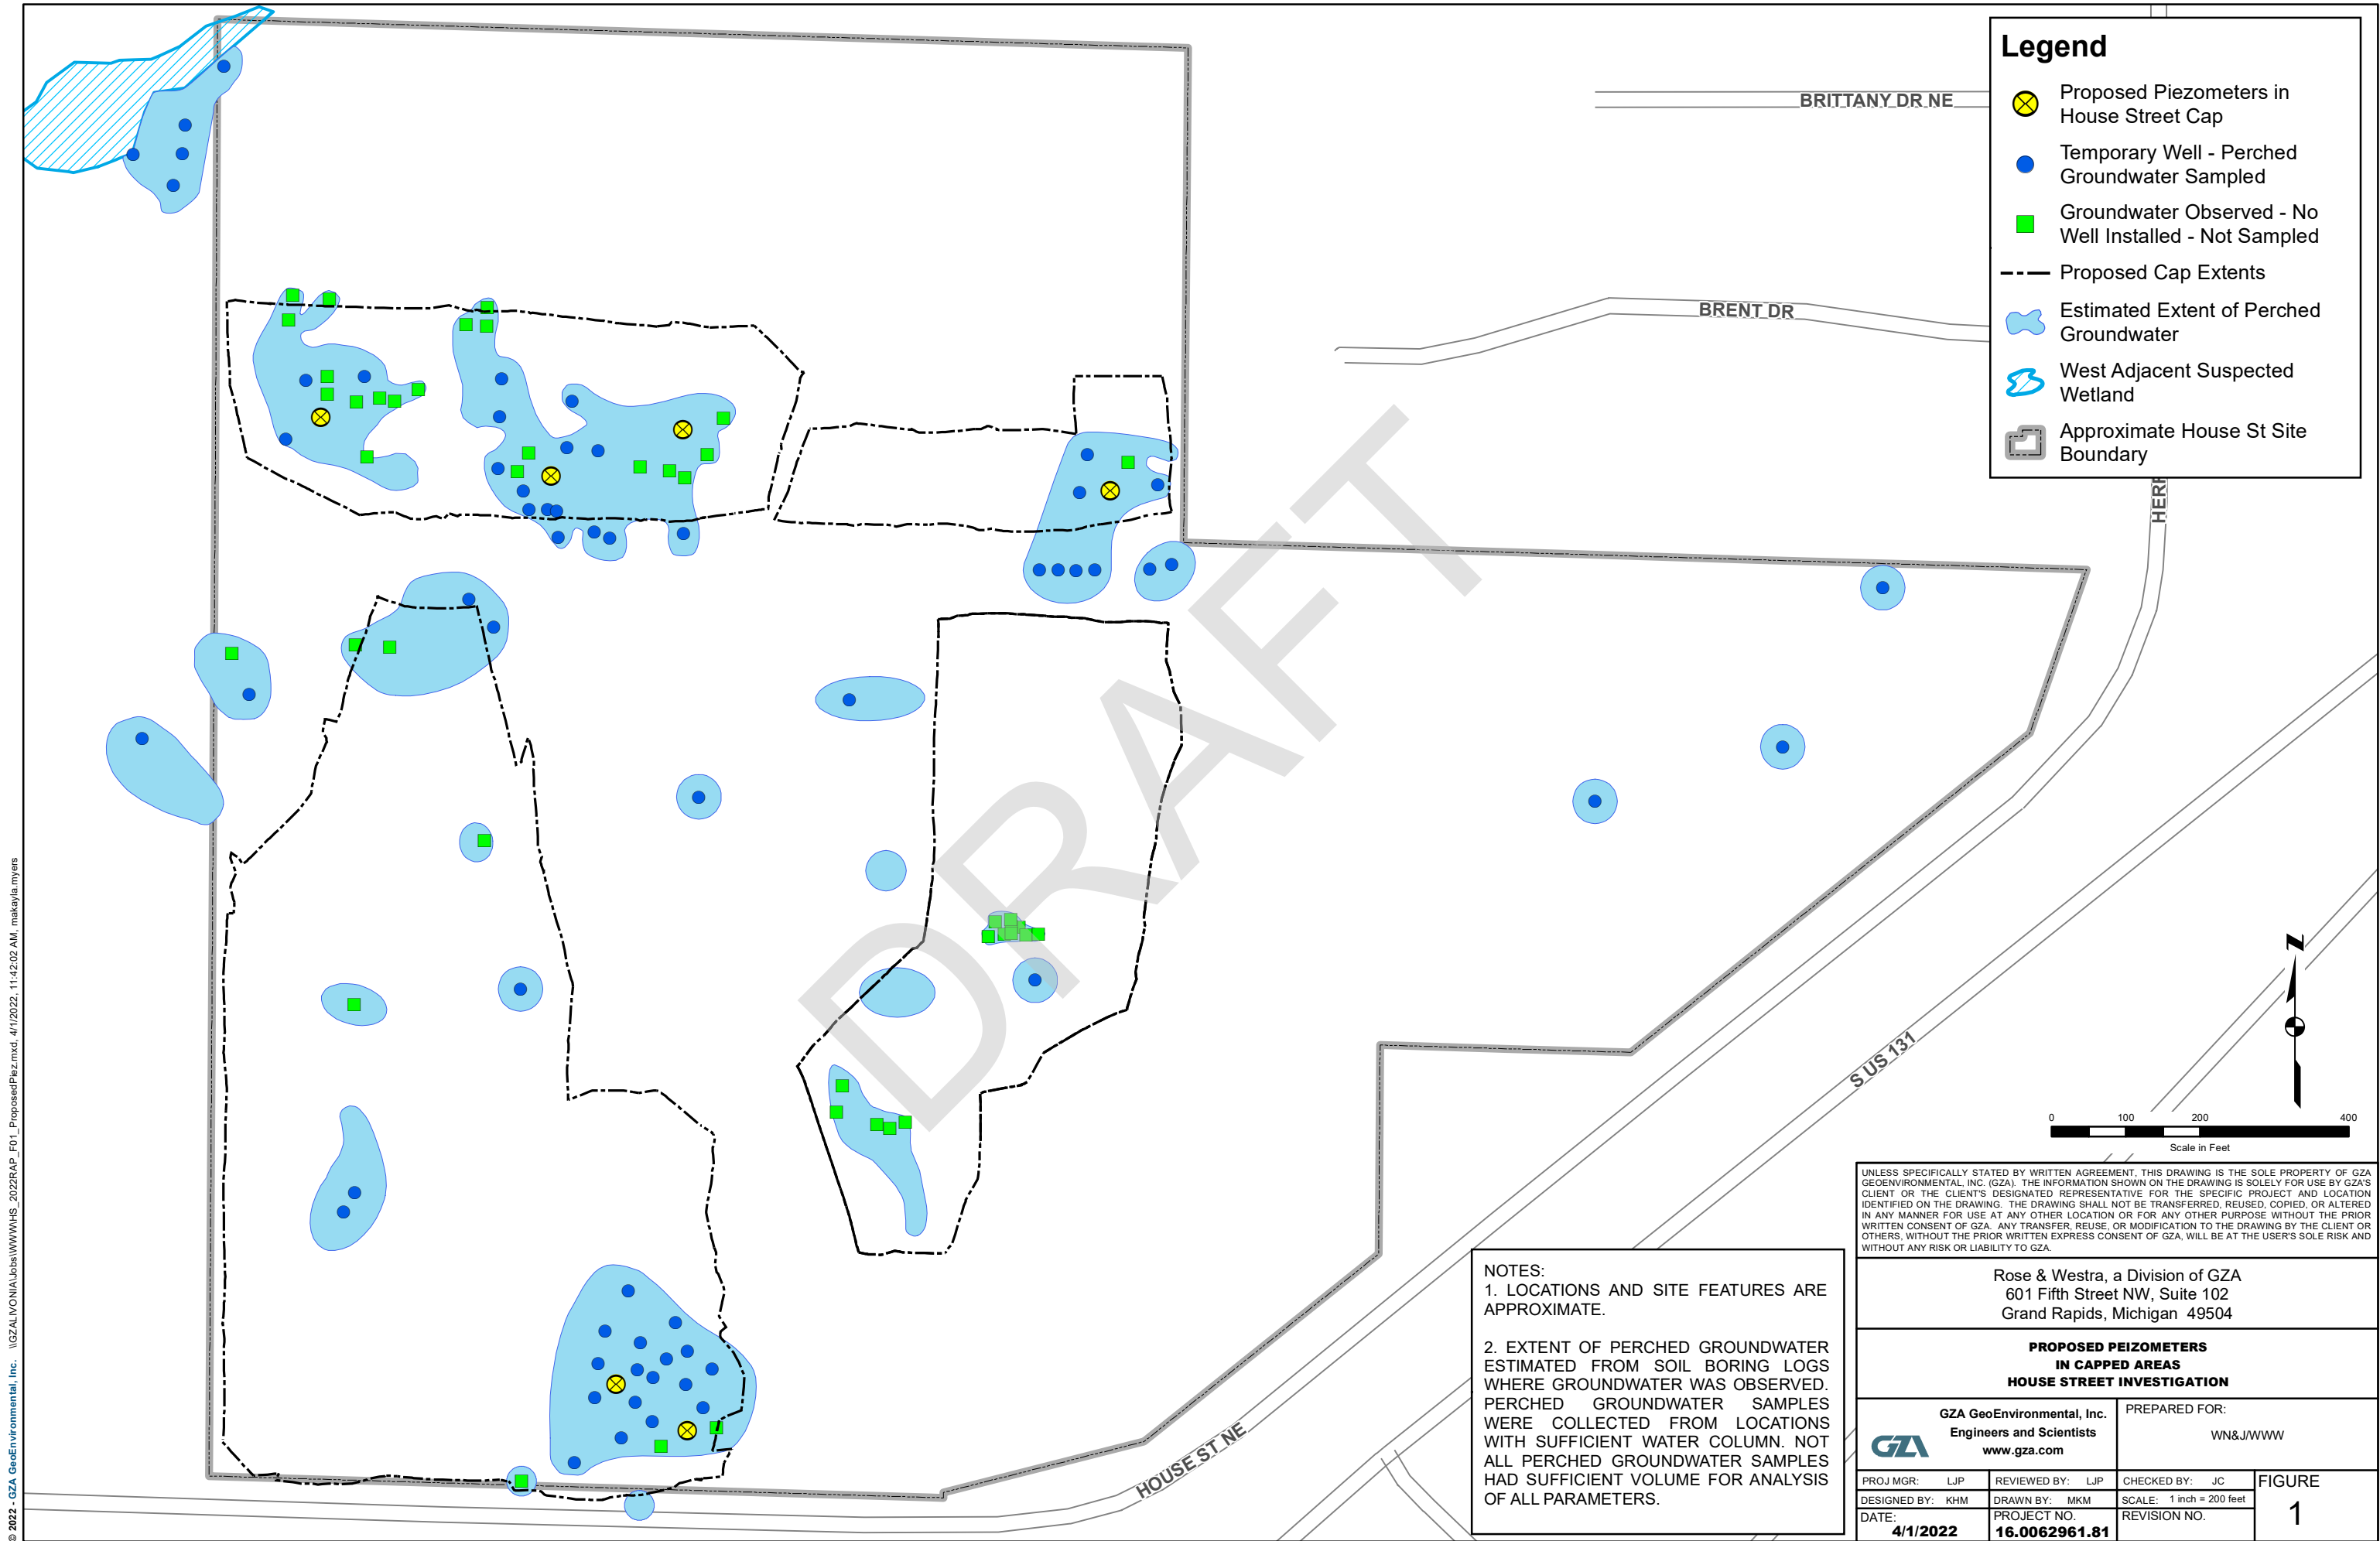 Legend
Proposed Piezometers in
House Street Cap
Temporary Well - Perched
Groundwater Sampled
Groundwater Observed - No
Well Installed - Not Sampled
Proposed Cap Extents
Estimated Extent of Perched
Groundwater
West Adjacent Suspected
Wetland
Approximate House St Site
Boundary
BRITTANY DR NE
BRENT DR
HERR
DRAFT
S US 131
HOUSE ST NE
N
0 100 200 400
Scale in Feet
© 2022 - GZA GeoEnvironmental, Inc. \\GZALIVONIA\Jobs\WWW\HS_2022RAP_F01_ProposedPiez.mxd, 4/1/2022, 11:42:02 AM, makayla.myers
NOTES:
1. LOCATIONS AND SITE FEATURES ARE
APPROXIMATE.
2. EXTENT OF PERCHED GROUNDWATER
ESTIMATED FROM SOIL BORING LOGS
WHERE GROUNDWATER WAS OBSERVED.
PERCHED GROUNDWATER SAMPLES
WERE COLLECTED FROM LOCATIONS
WITH SUFFICIENT WATER COLUMN. NOT
ALL PERCHED GROUNDWATER SAMPLES
HAD SUFFICIENT VOLUME FOR ANALYSIS
OF ALL PARAMETERS.
UNLESS SPECIFICALLY STATED BY WRITTEN AGREEMENT, THIS DRAWING IS THE SOLE PROPERTY OF GZA
GEOENVIRONMENTAL, INC. (GZA). THE INFORMATION SHOWN ON THE DRAWING IS SOLELY FOR USE BY GZA'S
CLIENT OR THE CLIENT'S DESIGNATED REPRESENTATIVE FOR THE SPECIFIC PROJECT AND LOCATION
IDENTIFIED ON THE DRAWING. THE DRAWING SHALL NOT BE TRANSFERRED, REUSED, COPIED, OR ALTERED
IN ANY MANNER FOR USE AT ANY OTHER LOCATION OR FOR ANY OTHER PURPOSE WITHOUT THE PRIOR
WRITTEN CONSENT OF GZA. ANY TRANSFER, REUSE, OR MODIFICATION TO THE DRAWING BY THE CLIENT OR
OTHERS, WITHOUT THE PRIOR WRITTEN EXPRESS CONSENT OF GZA, WILL BE AT THE USER'S SOLE RISK AND
WITHOUT ANY RISK OR LIABILITY TO GZA.
Rose & Westra, a Division of GZA
601 Fifth Street NW, Suite 102
Grand Rapids, Michigan 49504
PROPOSED PEIZOMETERS
IN CAPPED AREAS
HOUSE STREET INVESTIGATION
GZA
GZA GeoEnvironmental, Inc.
Engineers and Scientists
www.gza.com
PREPARED FOR:
WN&J/WWW
PROJ MGR: LJP REVIEWED BY: LJP CHECKED BY: JC
DESIGNED BY: KHM DRAWN BY: MKM SCALE: 1 inch = 200 feet
DATE: PROJECT NO. REVISION NO.
4/1/2022 16.0062961.81
FIGURE
1